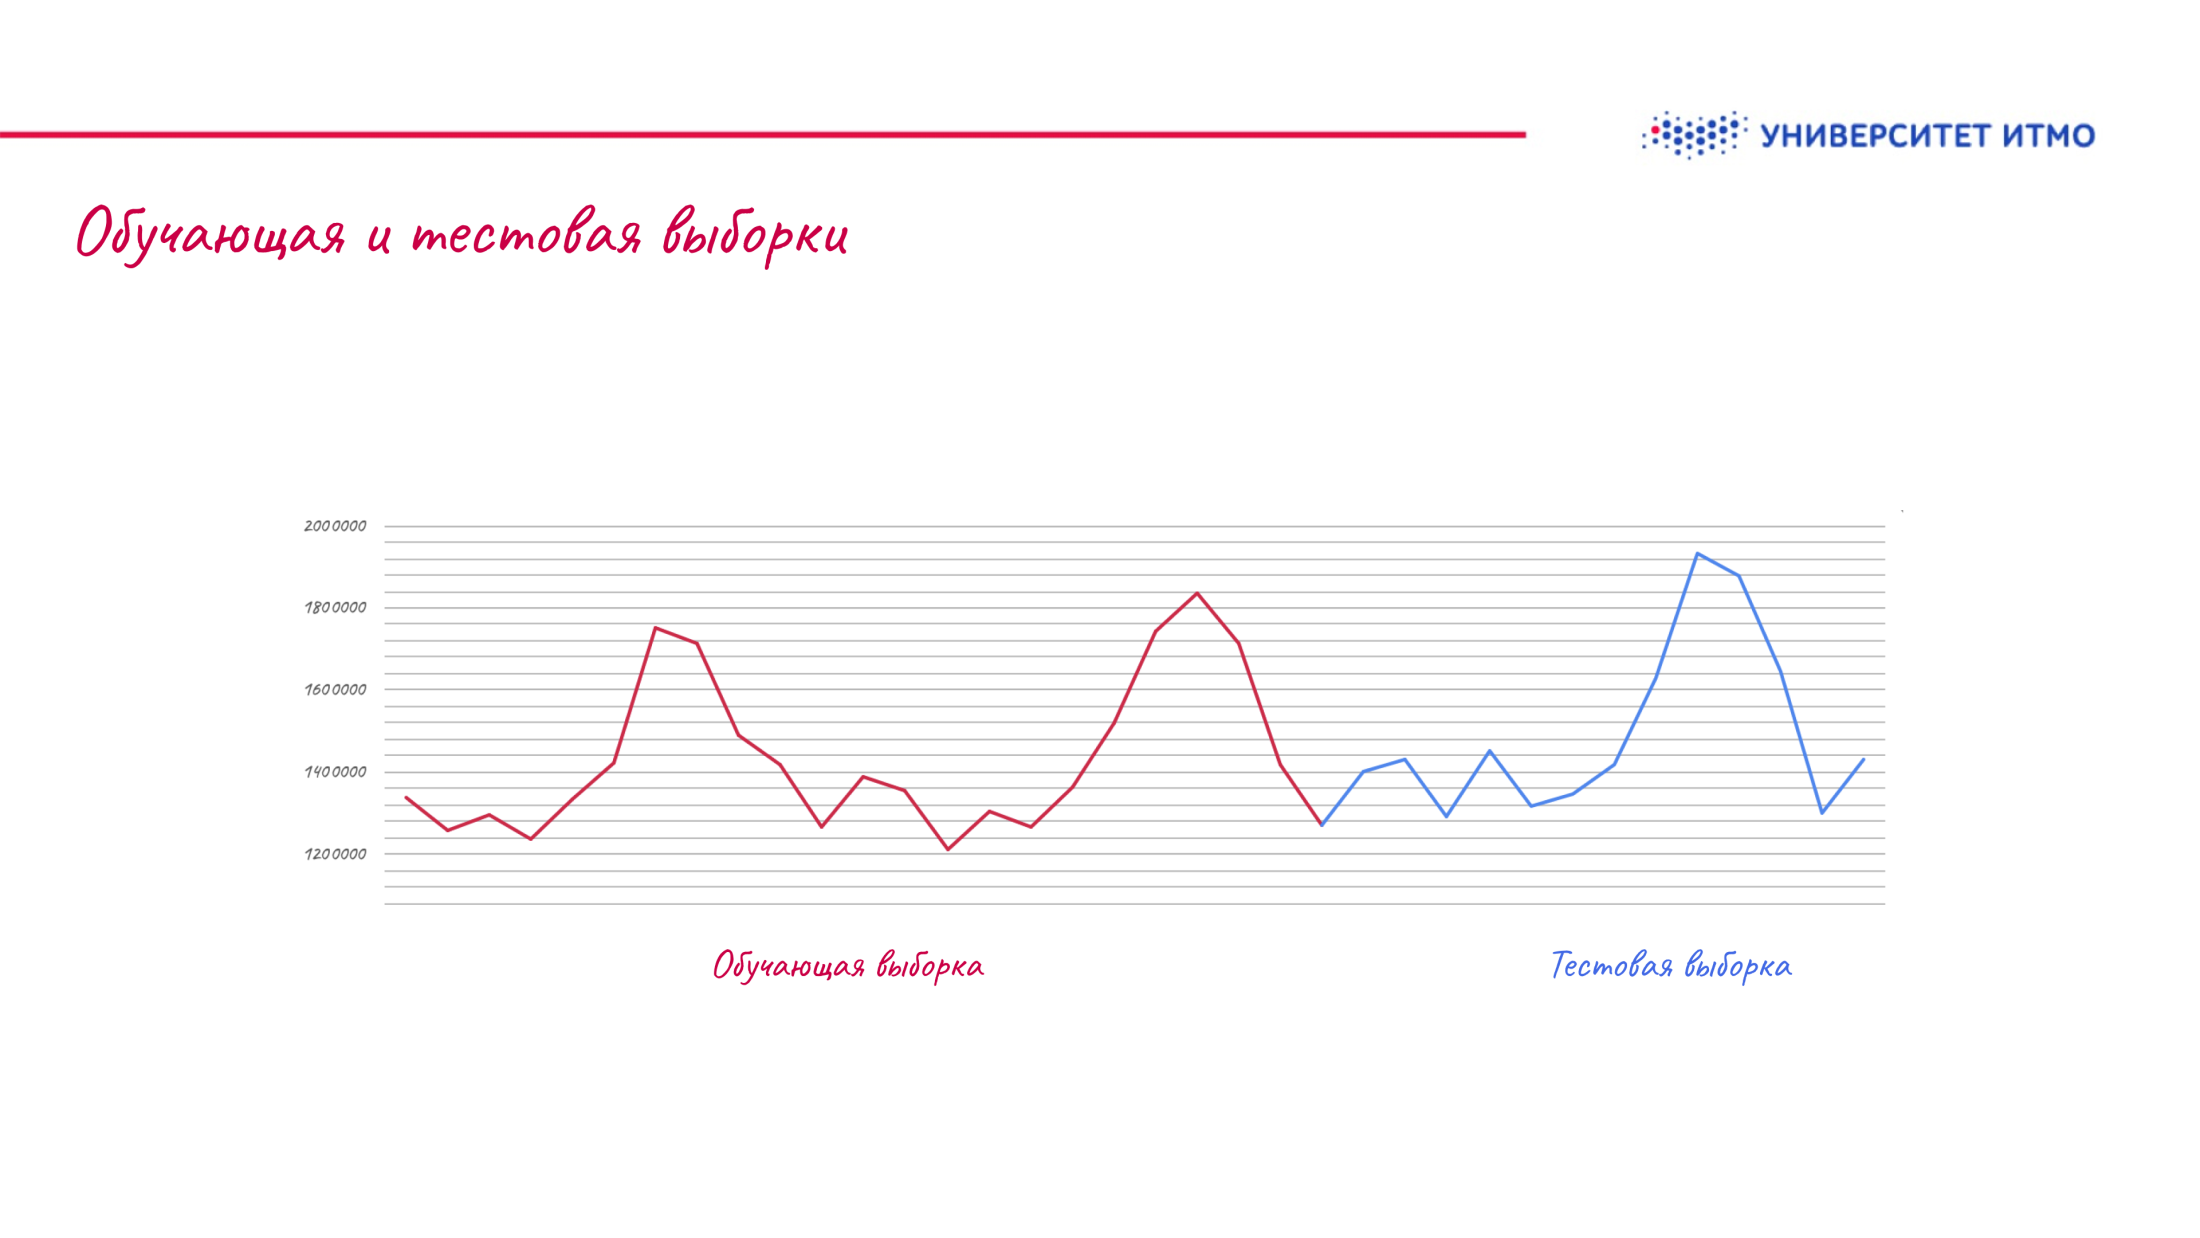 УНИВЕРСИТЕТ ИТМО
Обучающая и тестовая выборки
2000000
1800000
1600000
1400000
1200000
Обучающая выборка
Тестовая выборка